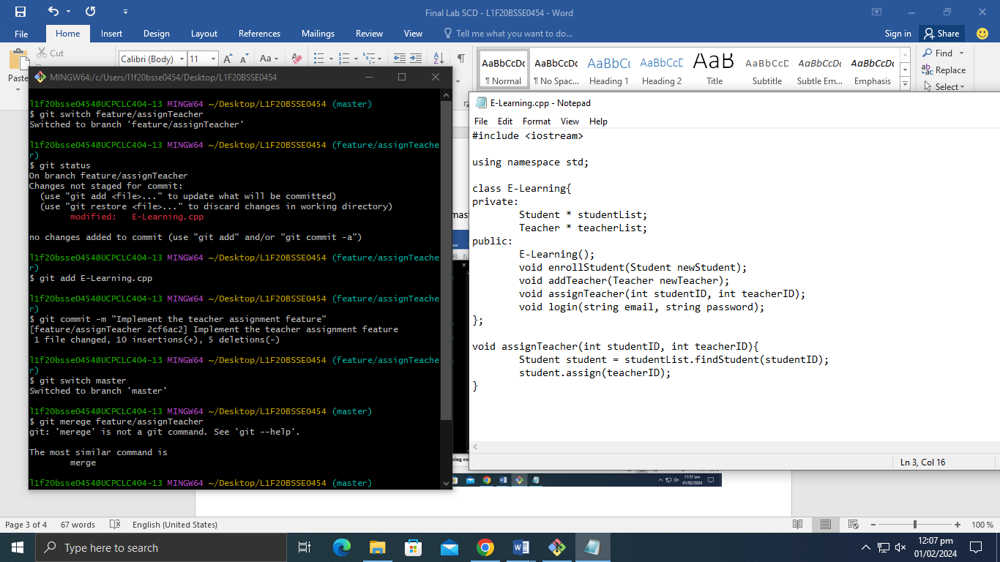 Final Lab SCD - L1F20BSSE0454 - Word
File Home Insert Design Layout References Mailings Review View Tell me what you want to do... Sign in Share
Paste
Cut
Calibri (Body) 11
AaBbCcDc AaBbCcDc AaBbCc AaBbCcD AaB AaBbCcD AaBbCcDc AaBbCcDc
¶ Normal ¶ No Spac... Heading 1 Heading 2 Title Subtitle Subtle Em... Emphasis
Find
Replace
Select
MINGW64:/c/Users/l1f20bsse0454/Desktop/L1F20BSSE0454
l1f20bsse0454@UCPCLC404-13 MINGW64 ~/Desktop/L1F20BSSE0454 (master)
$ git switch feature/assignTeacher
Switched to branch 'feature/assignTeacher'
l1f20bsse0454@UCPCLC404-13 MINGW64 ~/Desktop/L1F20BSSE0454 (feature/assignTeache
r)
$ git status
On branch feature/assignTeacher
Changes not staged for commit:
(use "git add <file>..." to update what will be committed)
(use "git restore <file>..." to discard changes in working directory)
modified: E-Learning.cpp
no changes added to commit (use "git add" and/or "git commit -a")
l1f20bsse0454@UCPCLC404-13 MINGW64 ~/Desktop/L1F20BSSE0454 (feature/assignTeache
r)
$ git add E-Learning.cpp
l1f20bsse0454@UCPCLC404-13 MINGW64 ~/Desktop/L1F20BSSE0454 (feature/assignTeache
r)
$ git commit -m "Implement the teacher assignment feature"
[feature/assignTeacher 2cf6ac2] Implement the teacher assignment feature
1 file changed, 10 insertions(+), 5 deletions(-)
l1f20bsse0454@UCPCLC404-13 MINGW64 ~/Desktop/L1F20BSSE0454 (feature/assignTeache
r)
$ git switch master
Switched to branch 'master'
l1f20bsse0454@UCPCLC404-13 MINGW64 ~/Desktop/L1F20BSSE0454 (master)
$ git merege feature/assignTeacher
git: 'merege' is not a git command. See 'git --help'.
The most similar command is
merge
l1f20bsse0454@UCPCLC404-13 MINGW64 ~/Desktop/L1F20BSSE0454 (master)
E-Learning.cpp - Notepad
File Edit Format View Help
#include <iostream>
using namespace std;
class E-Learning{
private:
Student * studentList;
Teacher * teacherList;
public:
E-Learning();
void enrollStudent(Student newStudent);
void addTeacher(Teacher newTeacher);
void assignTeacher(int studentID, int teacherID);
void login(string email, string password);
};
void assignTeacher(int studentID, int teacherID){
Student student = studentList.findStudent(studentID);
student.assign(teacherID);
}
Ln 3, Col 16
11:57 am
01/02/2024
Page 3 of 4 67 words English (United States) 100 %
Type here to search
12:07 pm
01/02/2024